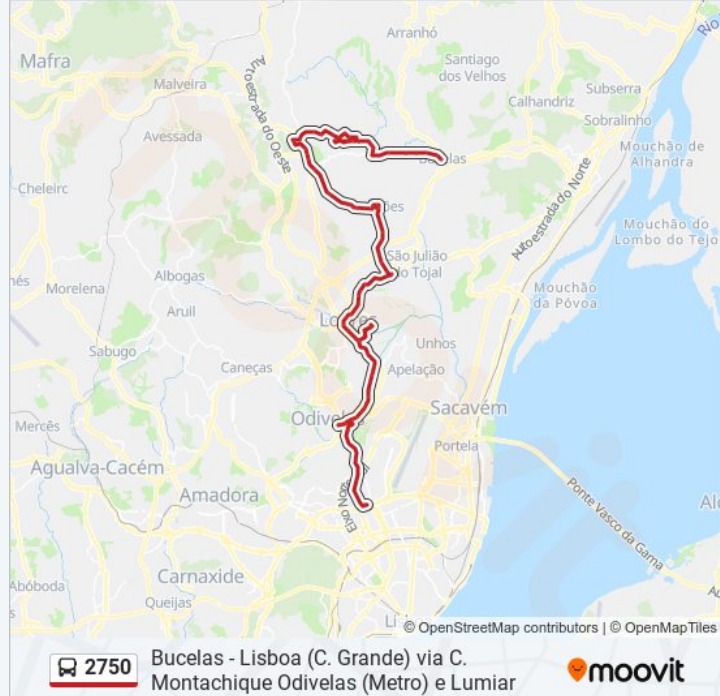 Arranhó
Mafra
Santiago
dos Velhos
Malveira
Subserra
Calhandriz
Sobralinho
Autoestrada do Oeste
Avessada
Mouchão de
Alhandra
Cheleirc
Autoestrada do Norte
Mouchão do
Lombo do Tejo
São Julião
do Tojal
Albogas
Mouchão
da Póvoa
Morelena
Aruil
Unhos
Sabugo
Caneças
Apelação
Sacavém
Mercês
Portela
Agualva-Cacém
Amadora
Ponte Vasco da Gama
Carnaxide
Abóboda
Queijas
© OpenStreetMap contributors | © OpenMapTiles
2750
Bucelas - Lisboa (C. Grande) via C.
Montachique Odivelas (Metro) e Lumiar
moovit